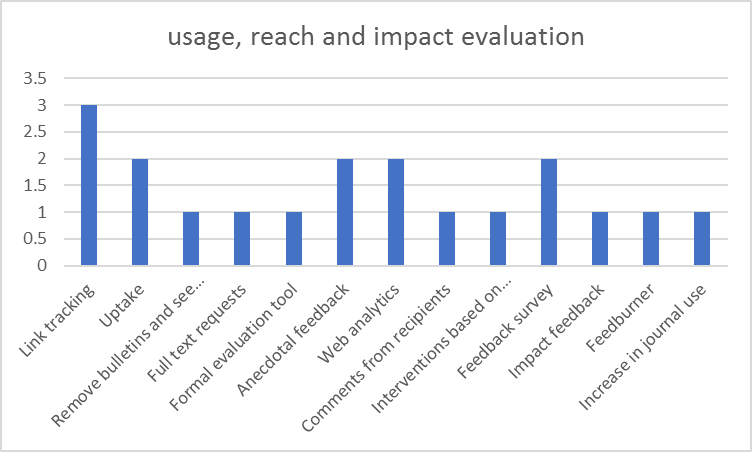 usage, reach and impact evaluation
3.5
3
2.5
2
1.5
1
0.5
0
Link tracking
Uptake
Remove bulletins and see...
Full text requests
Formal evaluation tool
Anecdotal feedback
Web analytics
Comments from recipients
Interventions based on...
Feedback survey
Impact feedback
Feedburner
Increase in journal use